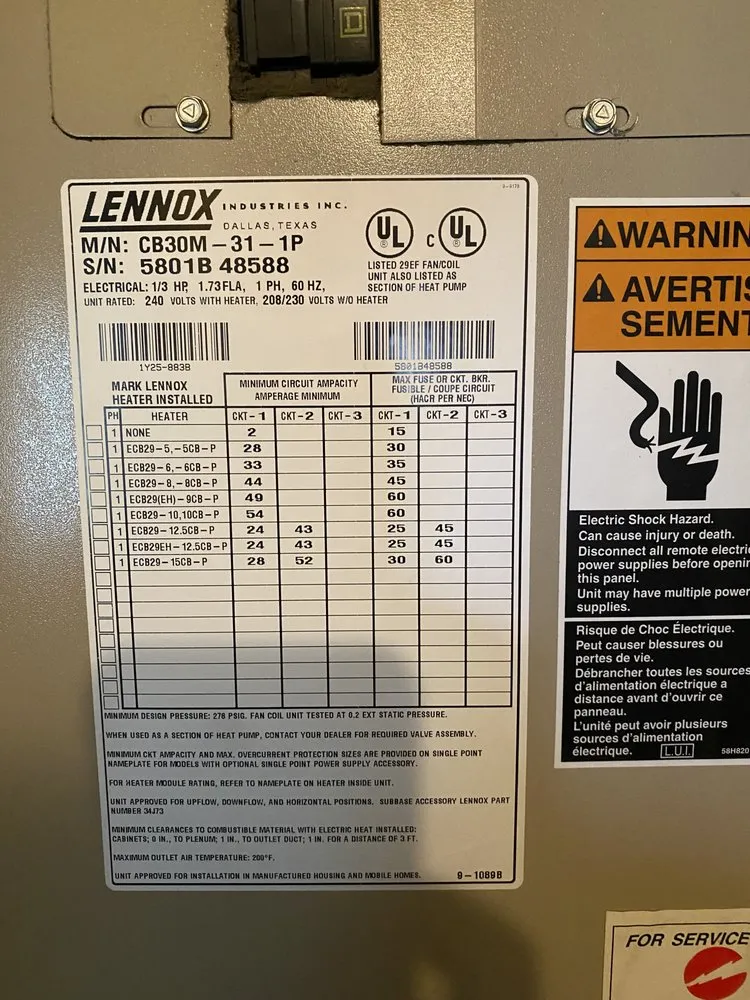 LENNOX INDUSTRIES INC.
DALLAS, TEXAS
M/N: CB30M-31-1P
S/N: 5801B 48588
ELECTRICAL: 1/3 HP, 1.73FLA, 1 PH, 60 HZ,
UNIT RATED: 240 VOLTS WITH HEATER, 208/230 VOLTS W/O HEATER
UL C UL
LISTED 29EF FAN/COIL
UNIT ALSO LISTED AS
SECTION OF HEAT PUMP
1Y25-883B
5801B48588
MARK LENNOX
HEATER INSTALLED
MINIMUM CIRCUIT AMPACITY
AMPERAGE MINIMUM
MAX FUSE OR CKT. BKR.
FUSIBLE / COUPE CIRCUIT
(HACR PER NEC)
PH HEATER CKT-1 CKT-2 CKT-3 CKT-1 CKT-2 CKT-3
1 NONE 2 15
1 ECB29-5,-5CB-P 28 30
1 ECB29-6,-6CB-P 33 35
1 ECB29-8,-8CB-P 44 45
1 ECB29(EH)-9CB-P 49 60
1 ECB29-10,10CB-P 54 60
1 ECB29-12.5CB-P 24 43 25 45
1 ECB29EH-12.5CB-P 24 43 25 45
1 ECB29-15CB-P 28 52 30 60
MINIMUM DESIGN PRESSURE: 276 PSIG. FAN COIL UNIT TESTED AT 0.2 EXT STATIC PRESSURE.
WHEN USED AS A SECTION OF HEAT PUMP, CONTACT YOUR DEALER FOR REQUIRED VALVE ASSEMBLY.
MINIMUM CKT AMPACITY AND MAX. OVERCURRENT PROTECTION SIZES ARE PROVIDED ON SINGLE POINT
NAMEPLATE FOR MODELS WITH OPTIONAL SINGLE POINT POWER SUPPLY ACCESSORY.
FOR HEATER MODULE RATING, REFER TO NAMEPLATE ON HEATER INSIDE UNIT.
UNIT APPROVED FOR UPFLOW, DOWNFLOW, AND HORIZONTAL POSITIONS. SUBBASE ACCESSORY LENNOX PART
NUMBER 34J73
MINIMUM CLEARANCES TO COMBUSTIBLE MATERIAL WITH ELECTRIC HEAT INSTALLED:
CABINETS; 0 IN., TO PLENUM; 1 IN., TO OUTLET DUCT; 1 IN. FOR A DISTANCE OF 3 FT.
MAXIMUM OUTLET AIR TEMPERATURE: 200°F.
UNIT APPROVED FOR INSTALLATION IN MANUFACTURED HOUSING AND MOBILE HOMES.
9-1089B
WARNIN
AVERTIS
SEMENT
Electric Shock Hazard.
Can cause injury or death.
Disconnect all remote electric
power supplies before openin
this panel.
Unit may have multiple power
supplies.
Risque de Choc Électrique.
Peut causer blessures ou
pertes de vie.
Débrancher toutes les sources
d'alimentation électrique a
distance avant d'ouvrir ce
panneau.
L'unité peut avoir plusieurs
sources d'alimentation
électrique.
L.U.I.
58H820
FOR SERVICE